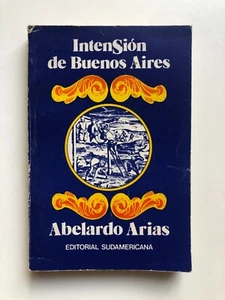 IntenSión
de Buenos Aires
Abelardo Arias
EDITORIAL SUDAMERICANA